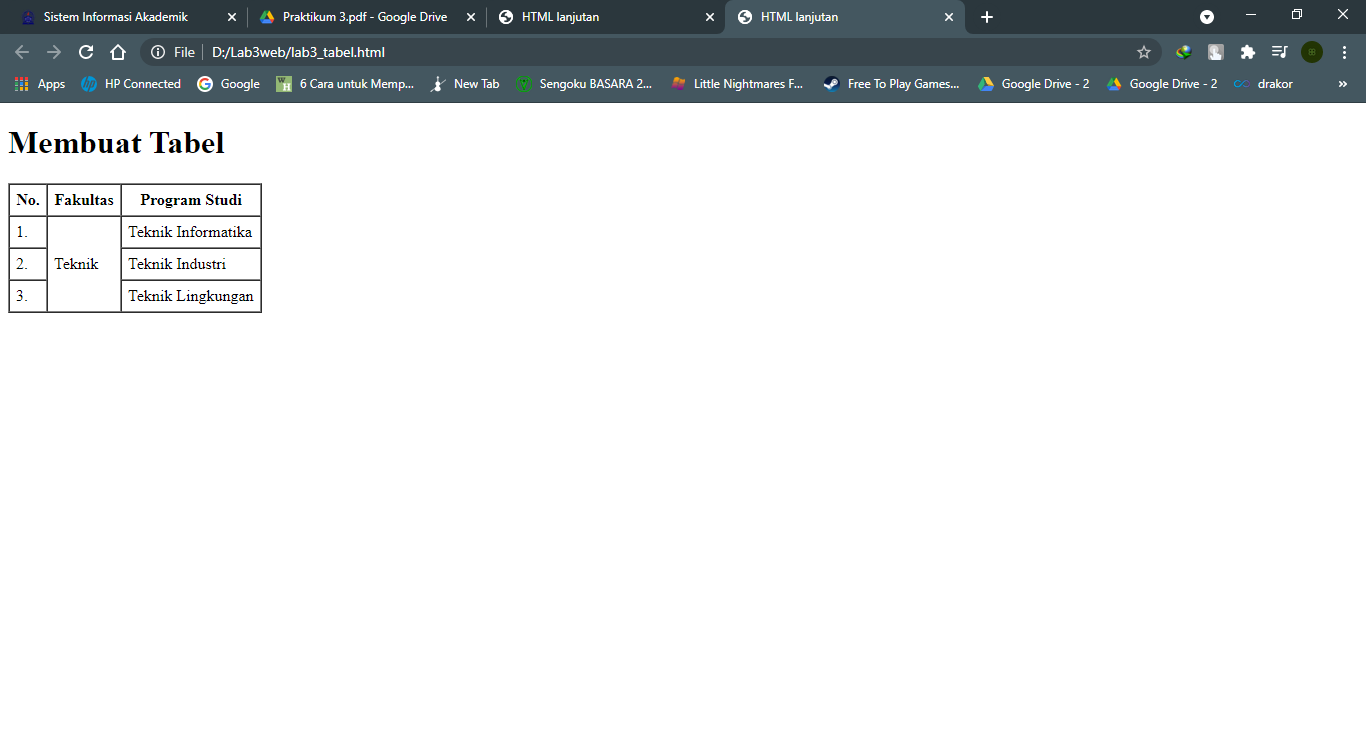 Sistem Informasi Akademik
Praktikum 3.pdf - Google Drive
HTML lanjutan
HTML lanjutan
File
D:/Lab3web/lab3_tabel.html
Apps
HP Connected
Google
6 Cara untuk Memp...
New Tab
Sengoku BASARA 2...
Little Nightmares F...
Free To Play Games...
Google Drive - 2
Google Drive - 2
drakor
Membuat Tabel
No. Fakultas Program Studi
1. Teknik Informatika
2. Teknik Teknik Industri
3. Teknik Lingkungan